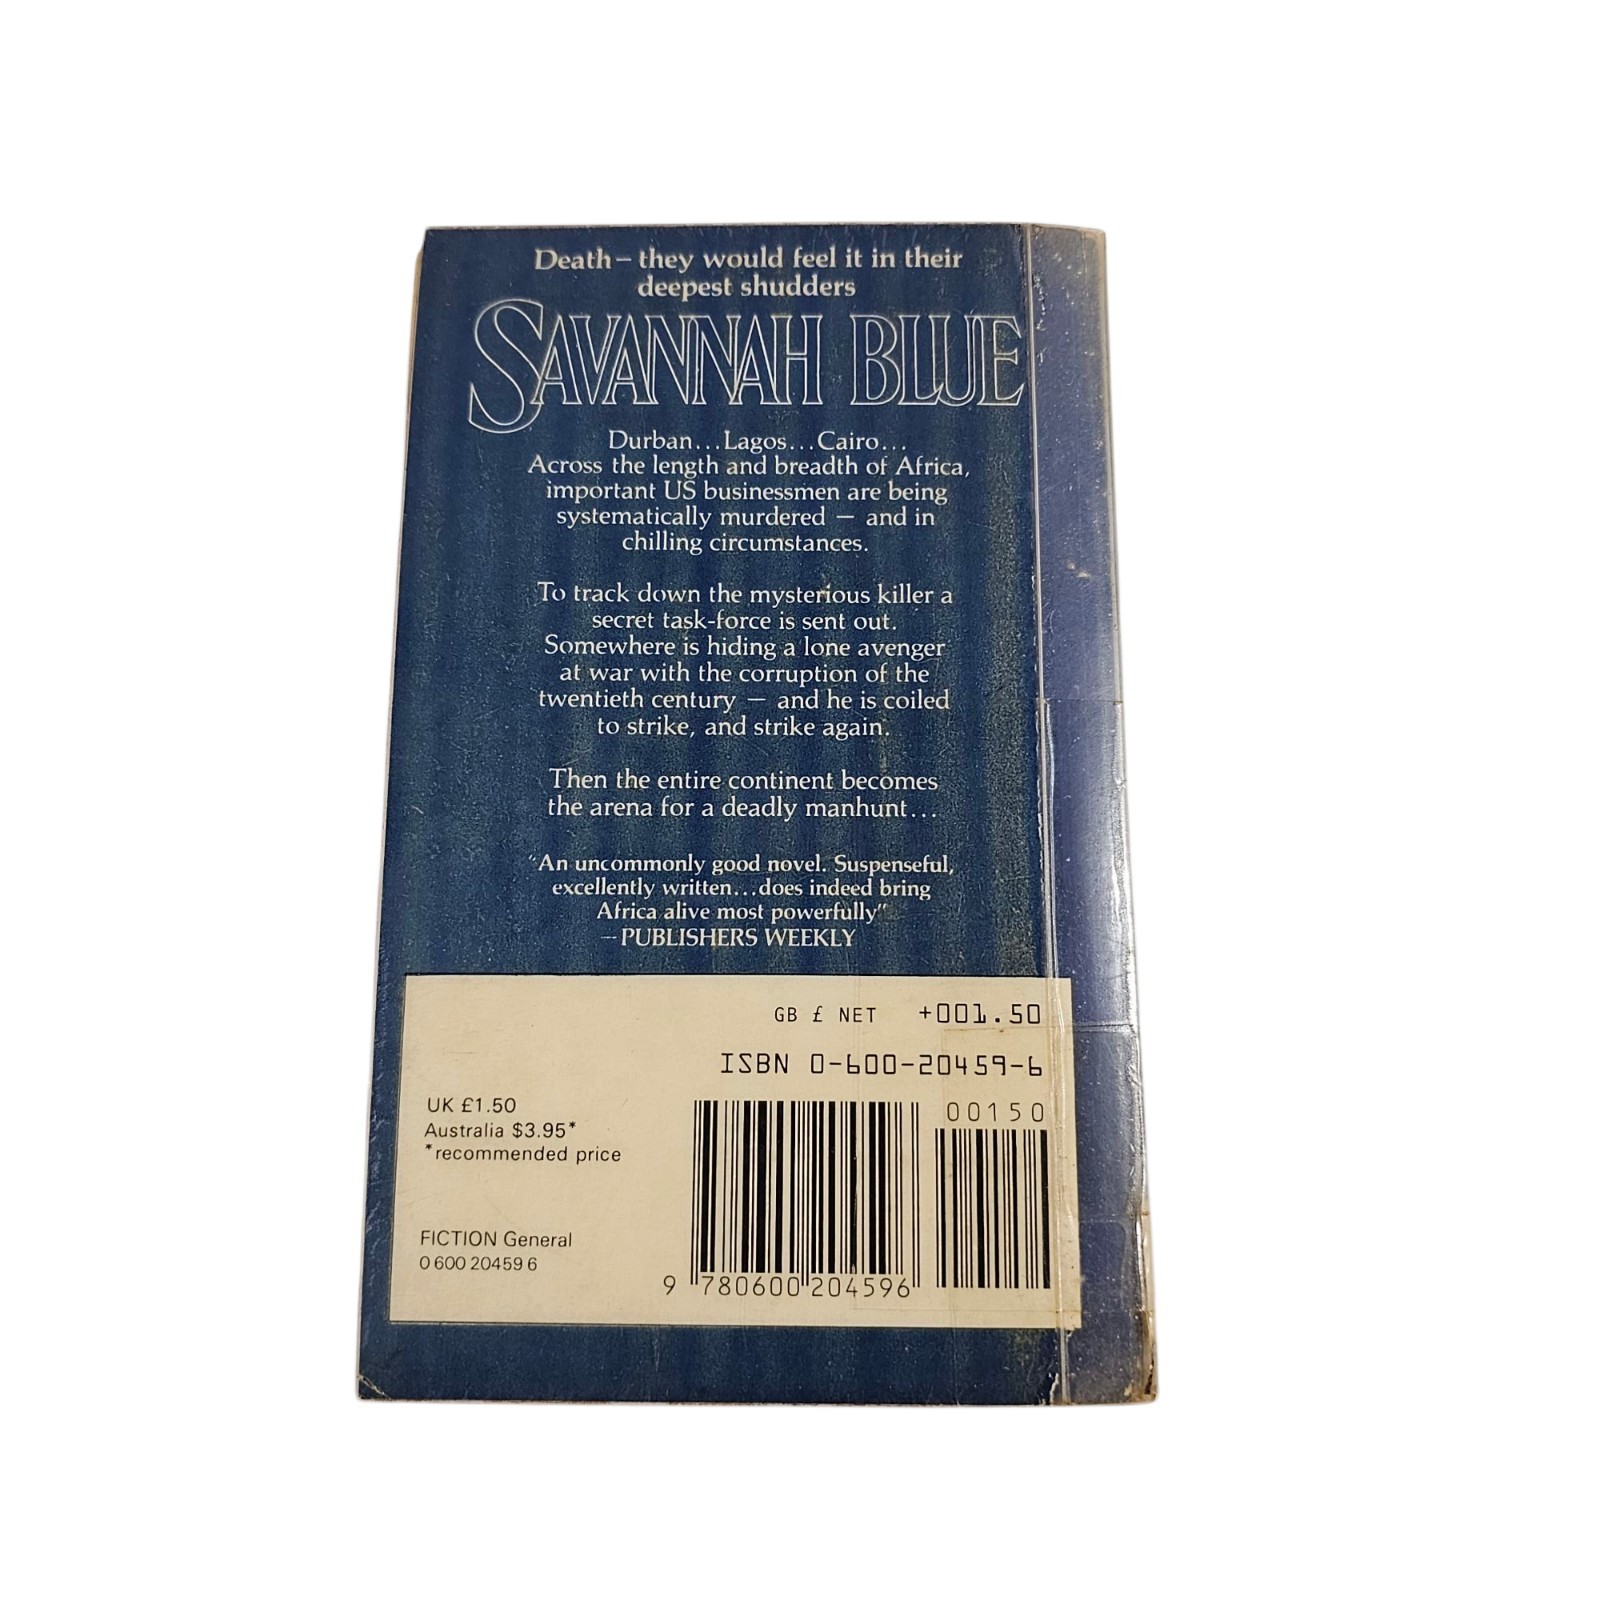 Death – they would feel it in their
deepest shudders
SAVANNAH BLUE
Durban...Lagos...Cairo...
Across the length and breadth of Africa,
important US businessmen are being
systematically murdered – and in
chilling circumstances.
To track down the mysterious killer a
secret task-force is sent out.
Somewhere is hiding a lone avenger
at war with the corruption of the
twentieth century – and he is coiled
to strike, and strike again.
Then the entire continent becomes
the arena for a deadly manhunt...
"An uncommonly good novel. Suspenseful,
excellently written...does indeed bring
Africa alive most powerfully"
– PUBLISHERS WEEKLY
GB £ NET +001.50
ISBN 0-600-20459-6
UK £1.50
Australia $3.95*
*recommended price
FICTION General
0 600 20459 6
00150
9 780600 204596